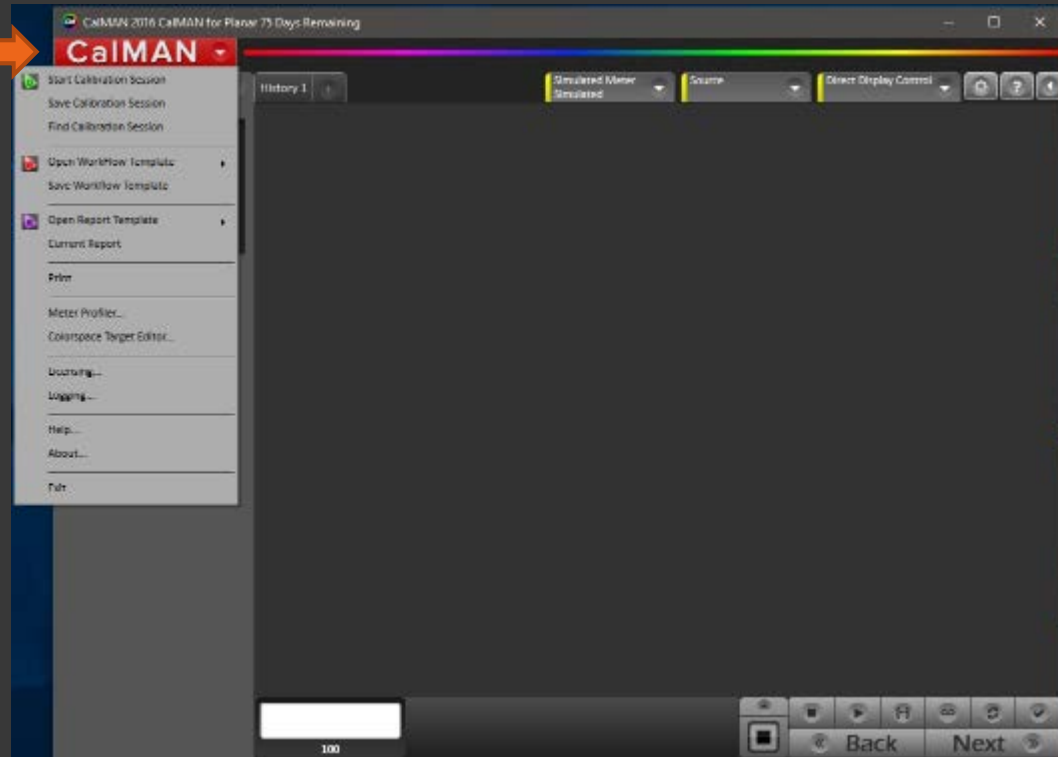 CalMAN 2016 CalMAN for Planar 75 Days Remaining
CalMAN
Start Calibration Session
Save Calibration Session
Find Calibration Session
Open Workflow Template
Save Workflow Template
Open Report Template
Current Report
Print
Meter Profiler...
Colorspace Target Editor...
Licensing...
Logging...
Help...
About...
Exit
History 1
Simulated Meter
Simulated
Source
Direct Display Control
?
100
Back
Next